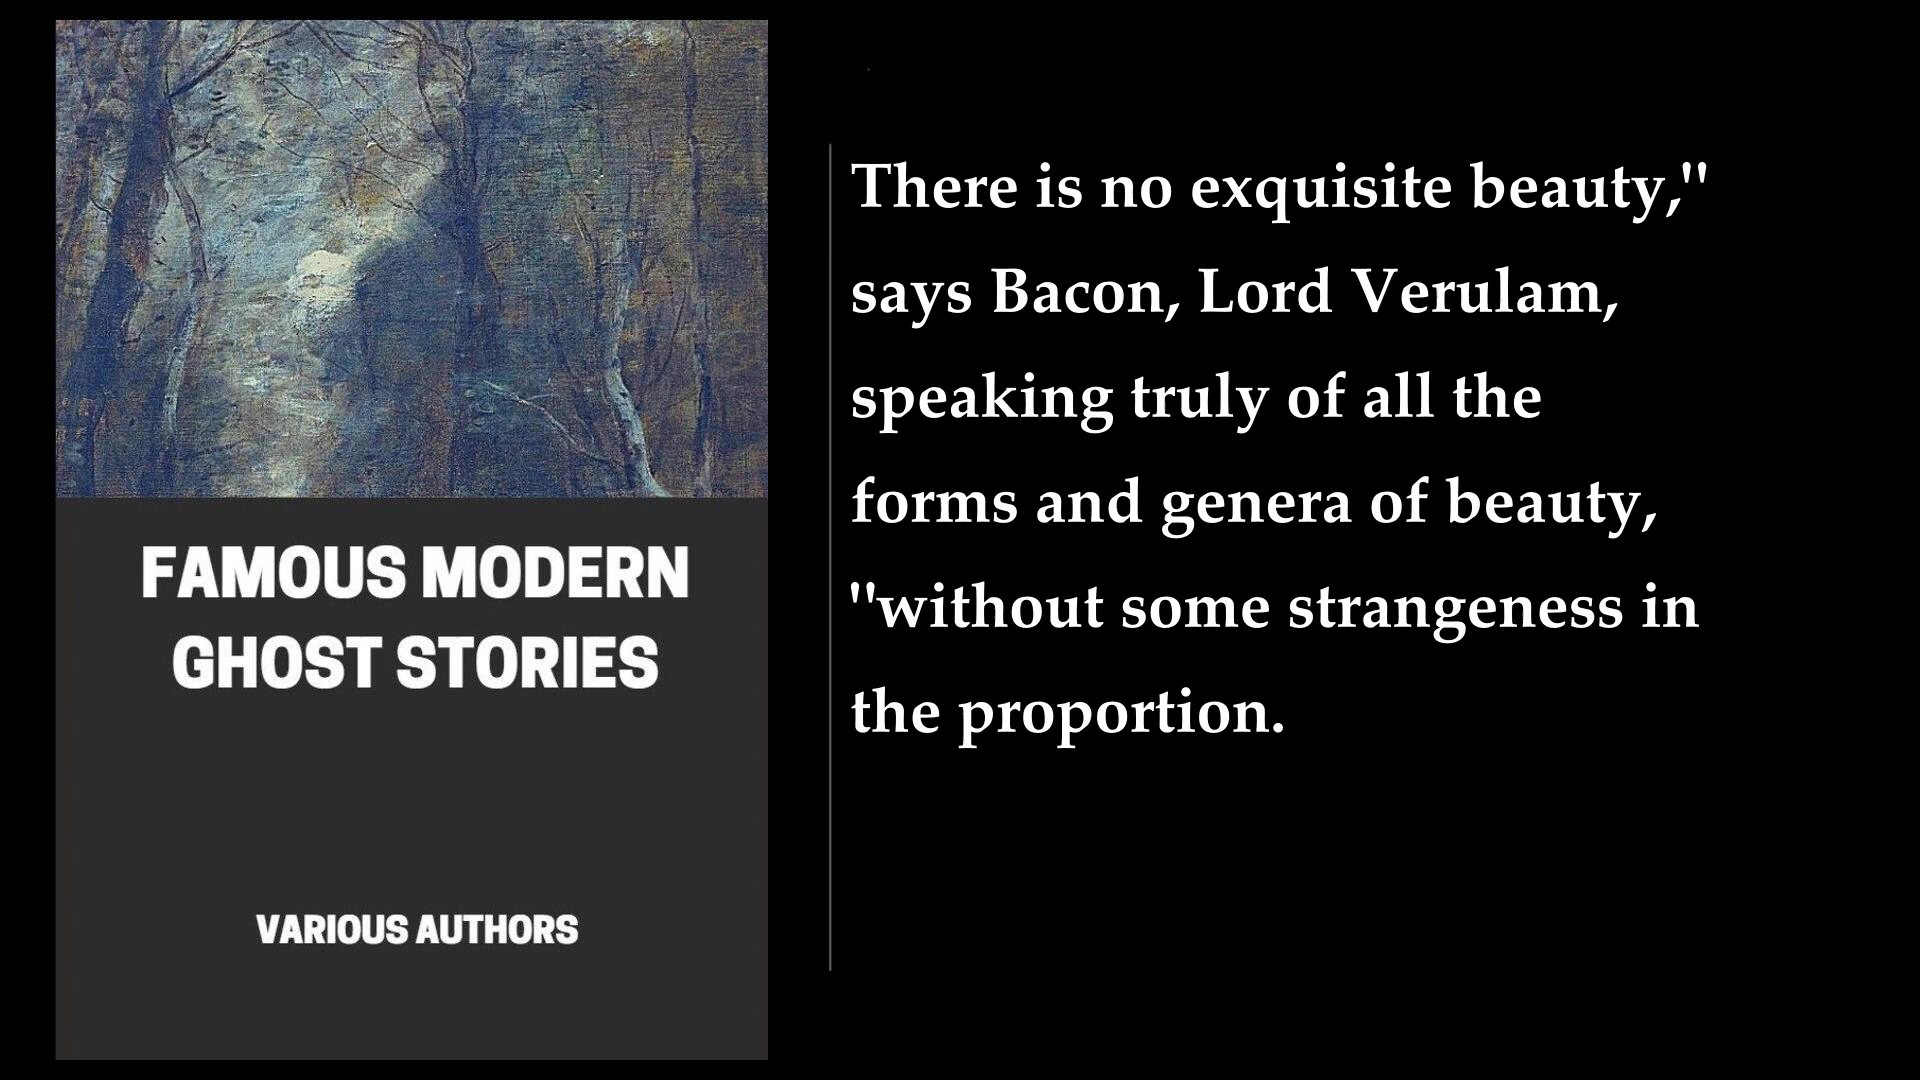 FAMOUS MODERN
GHOST STORIES
VARIOUS AUTHORS
There is no exquisite beauty,"
says Bacon, Lord Verulam,
speaking truly of all the
forms and genera of beauty,
"without some strangeness in
the proportion.